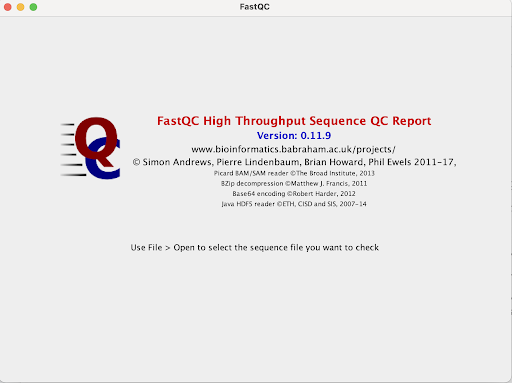 FastQC
QC
FastQC High Throughput Sequence QC Report
Version: 0.11.9
www.bioinformatics.babraham.ac.uk/projects/
© Simon Andrews, Pierre Lindenbaum, Brian Howard, Phil Ewels 2011-17,
Picard BAM/SAM reader ©The Broad Institute, 2013
BZip decompression ©Matthew J. Francis, 2011
Base64 encoding ©Robert Harder, 2012
Java HDF5 reader ©ETH, CISD and SIS, 2007-14
Use File > Open to select the sequence file you want to check